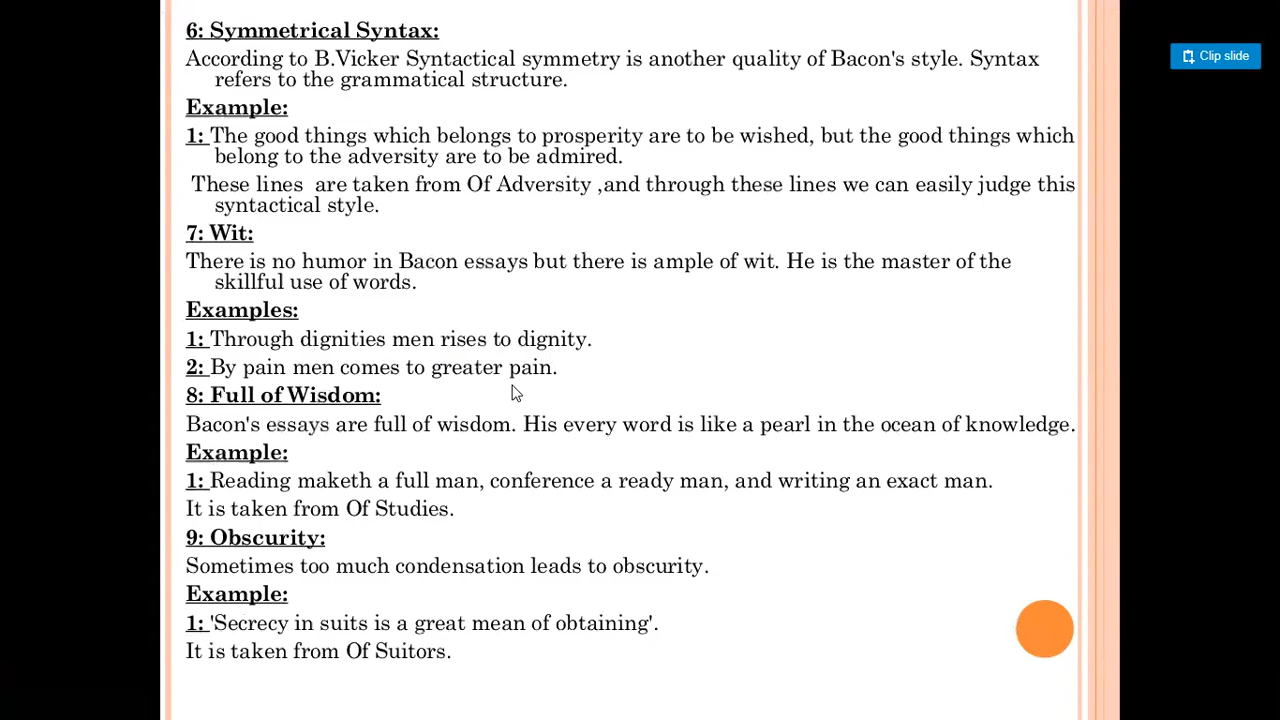 6: Symmetrical Syntax:
Clip slide
According to B.Vicker Syntactical symmetry is another quality of Bacon's style. Syntax
refers to the grammatical structure.
Example:
1: The good things which belongs to prosperity are to be wished, but the good things which
belong to the adversity are to be admired.
These lines are taken from Of Adversity ,and through these lines we can easily judge this
syntactical style.
7: Wit:
There is no humor in Bacon essays but there is ample of wit. He is the master of the
skillful use of words.
Examples:
1: Through dignities men rises to dignity.
2: By pain men comes to greater pain.
8: Full of Wisdom:
Bacon's essays are full of wisdom. His every word is like a pearl in the ocean of knowledge.
Example:
1: Reading maketh a full man, conference a ready man, and writing an exact man.
It is taken from Of Studies.
9: Obscurity:
Sometimes too much condensation leads to obscurity.
Example:
1: 'Secrecy in suits is a great mean of obtaining'.
It is taken from Of Suitors.